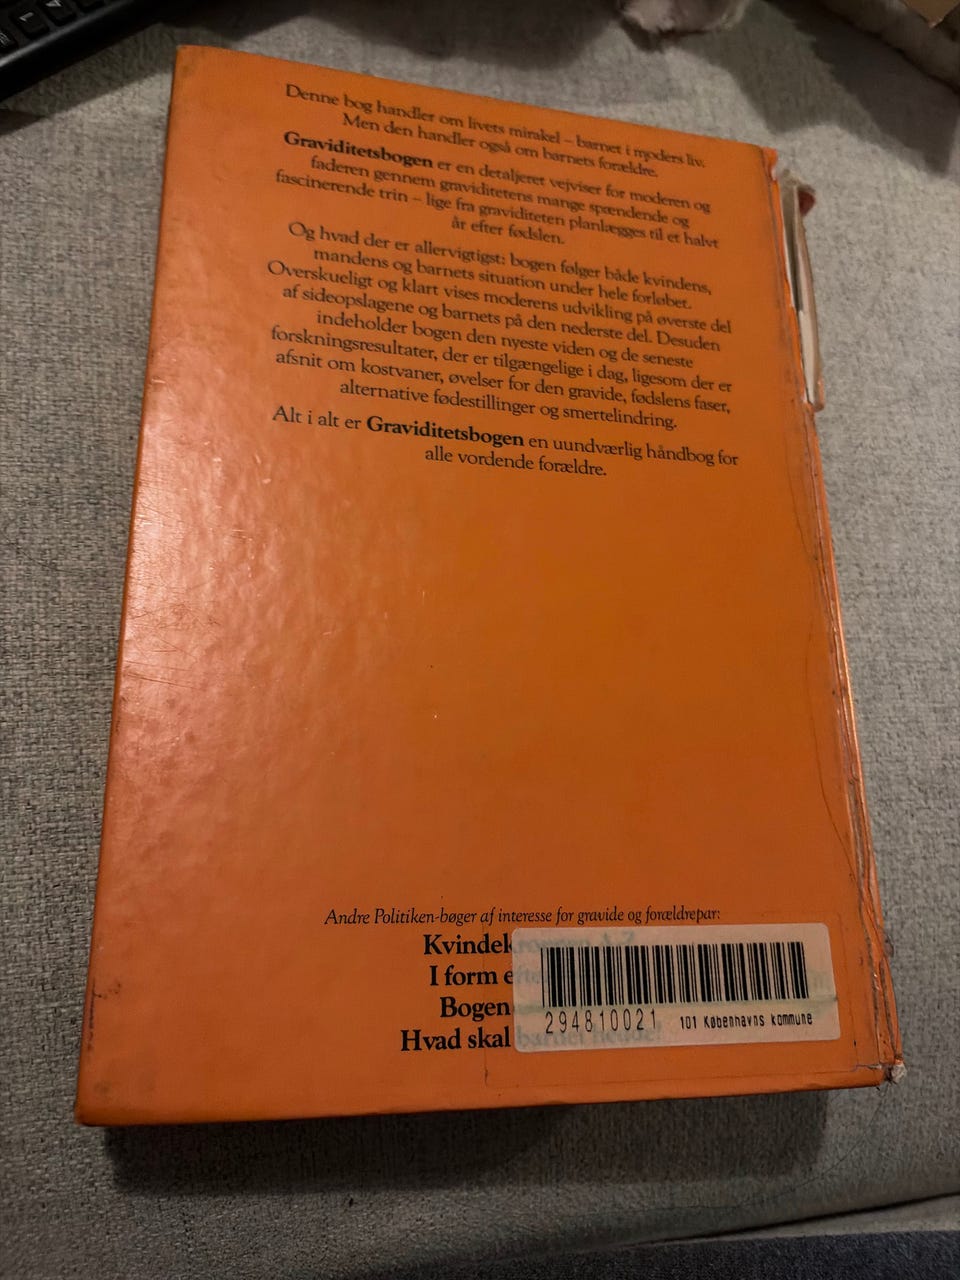 Denne bog handler om livets mirakel – barnet i moders liv.
Men den handler også om barnets forældre.
Graviditetsbogen er en detaljeret vejviser for moderen og
faderen gennem graviditetens mange spændende og
fascinerende trin – lige fra graviditeten planlægges til et halvt
år efter fødslen.
Og hvad der er allervigtigst: bogen følger både kvindens,
mandens og barnets situation under hele forløbet.
Overskueligt og klart vises moderens udvikling på øverste del
af sideopslagene og barnets på den nederste del. Desuden
indeholder bogen den nyeste viden og de seneste
forskningsresultater, der er tilgængelige i dag, ligesom der er
afsnit om kostvaner, øvelser for den gravide, fødslens faser,
alternative fødestillinger og smertelindring.
Alt i alt er Graviditetsbogen en uundværlig håndbog for
alle vordende forældre.
Andre Politiken-bøger af interesse for gravide og forældrepar:
Kvindekroppen A-Z
I form efter
Bogen
Hvad skal barnet hedde?
294810021 101 Københavns kommune